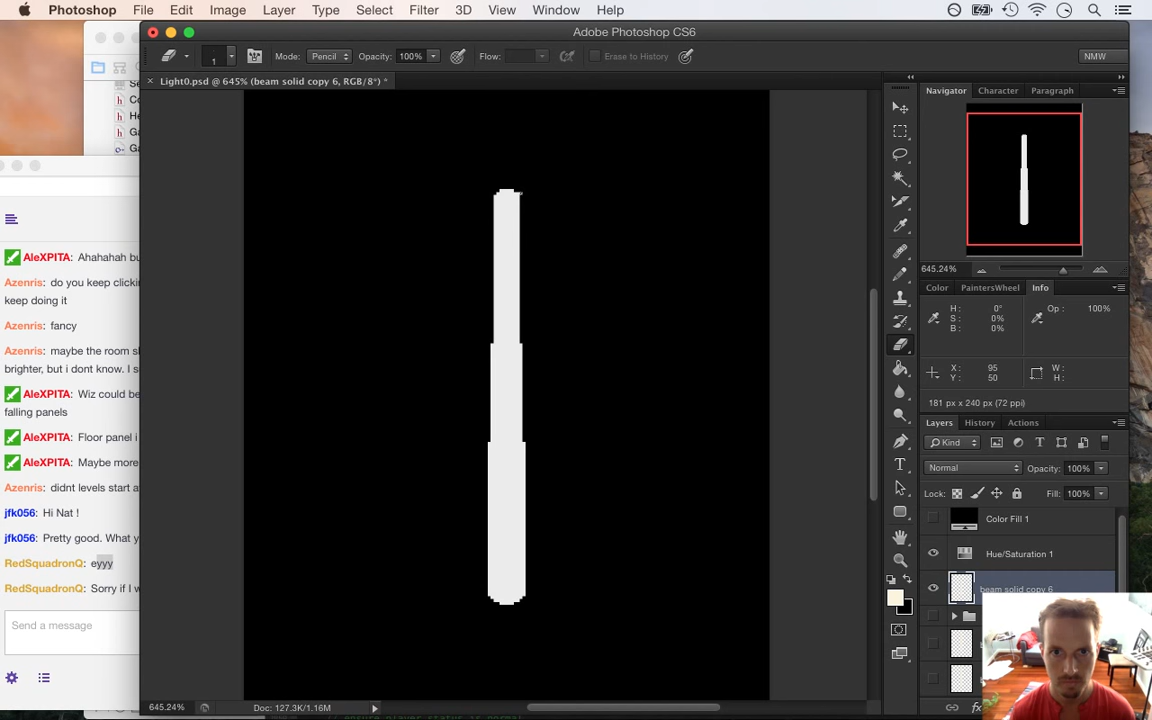 Photoshop File Edit Image Layer Type Select Filter 3D View Window Help
Adobe Photoshop CS6
1 Mode: Pencil Opacity: 100% Flow: Erase to History NMW
Light0.psd @ 645% (beam solid copy 6, RGB/8*) *
Navigator Character Paragraph
645.24%
Color PaintersWheel Info
H: 0°
S: 0%
B: 0%
Op: 100%
X: 95
Y: 50
W:
H:
181 px x 240 px (72 ppi)
Layers History Actions
Kind
Normal Opacity: 100%
Lock: Fill: 100%
Color Fill 1
Hue/Saturation 1
beam solid copy 6
AleXPITA: Ahahahah bu
Azenris: do you keep clickin
keep doing it
Azenris: fancy
Azenris: maybe the room s
brighter, but i dont know. I s
AleXPITA: Wiz could be
falling panels
AleXPITA: Floor panel i
AleXPITA: Maybe more
Azenris: didnt levels start a
jfk056: Hi Nat !
jfk056: Pretty good. What y
RedSquadronQ: eyyy
RedSquadronQ: Sorry if I w
Send a message
645.24% Doc: 127.3K/1.16M